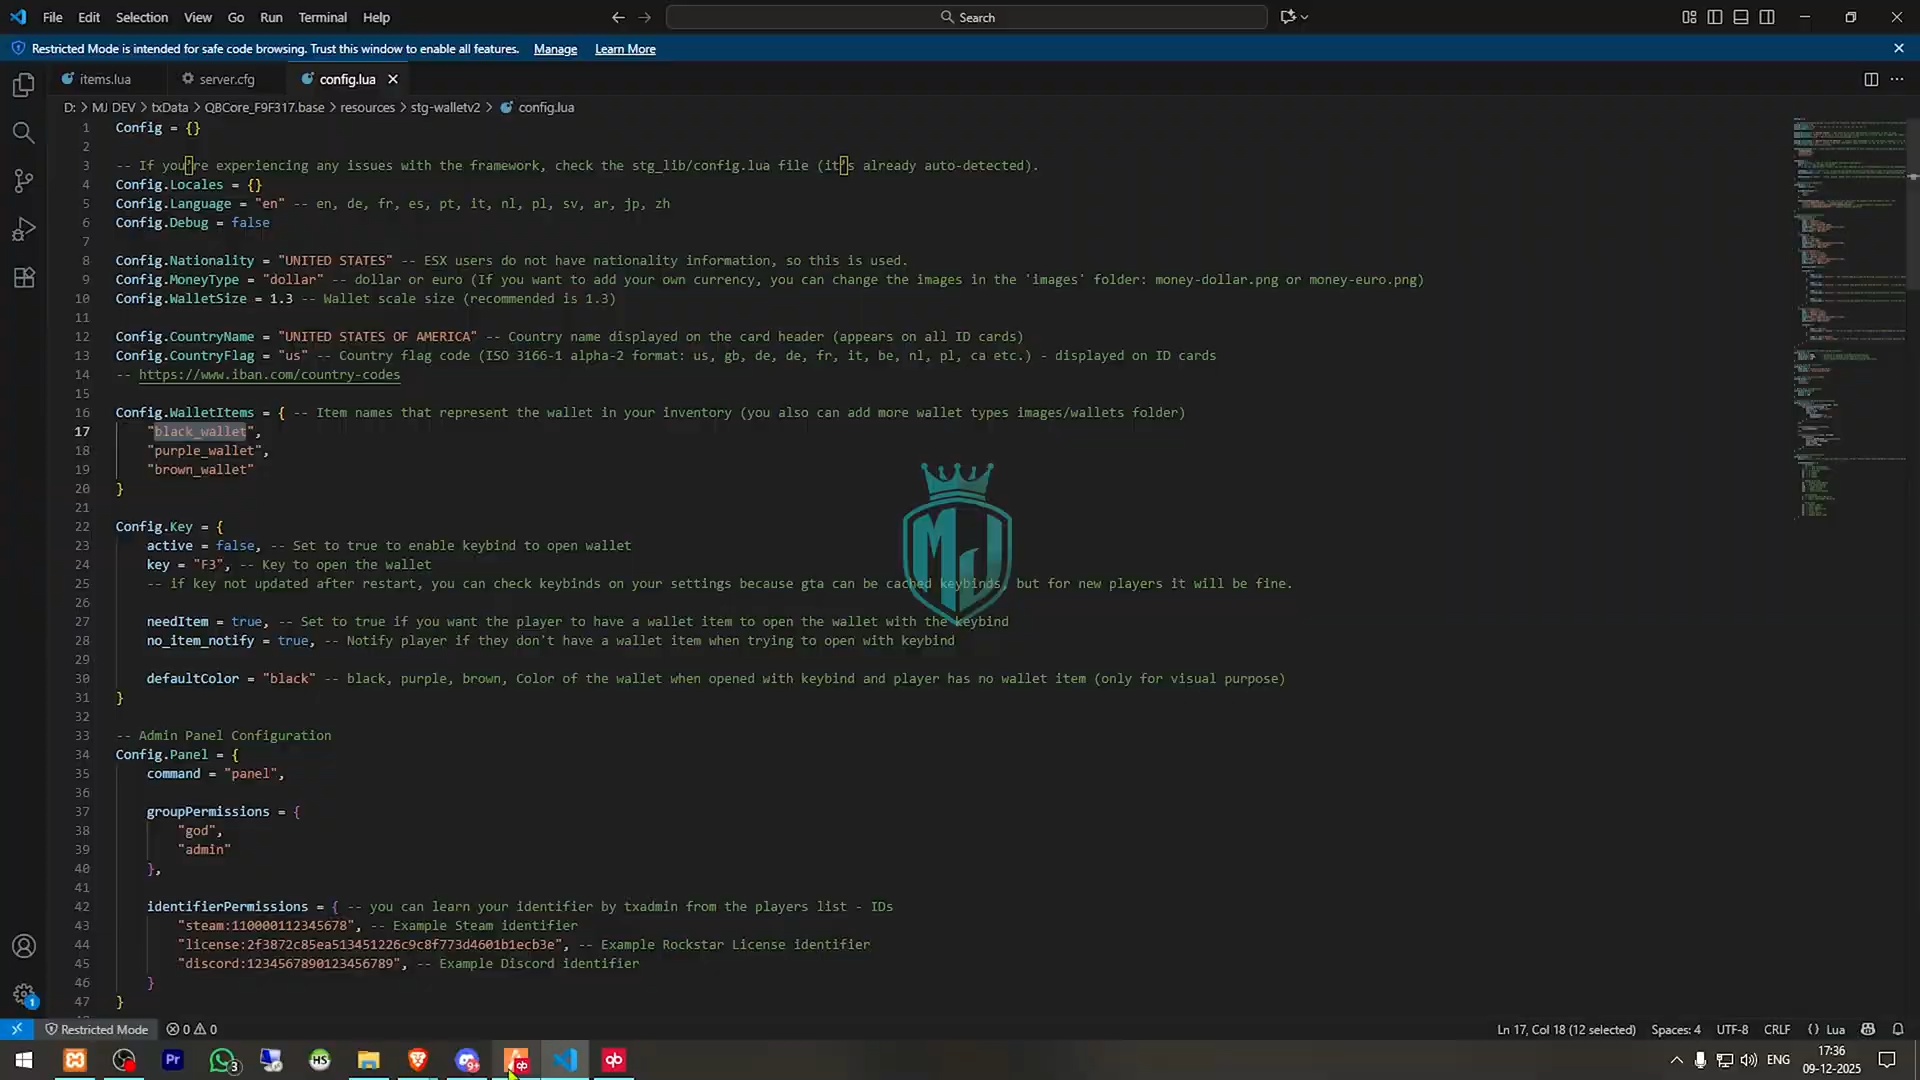 File Edit Selection View Go Run Terminal Help
Search
Restricted Mode is intended for safe code browsing. Trust this window to enable all features. Manage Learn More
items.lua server.cfg config.lua
D: > MJ DEV > txData > QBCore_F9F317.base > resources > stg-walletv2 > config.lua
1 Config = {}
2
3 -- If you’re experiencing any issues with the framework, check the stg_lib/config.lua file (it’s already auto-detected).
4 Config.Locales = {}
5 Config.Language = "en" -- en, de, fr, es, pt, it, nl, pl, sv, ar, jp, zh
6 Config.Debug = false
7
8 Config.Nationality = "UNITED STATES" -- ESX users do not have nationality information, so this is used.
9 Config.MoneyType = "dollar" -- dollar or euro (If you want to add your own currency, you can change the images in the 'images' folder: money-dollar.png or money-euro.png)
10 Config.WalletSize = 1.3 -- Wallet scale size (recommended is 1.3)
11
12 Config.CountryName = "UNITED STATES OF AMERICA" -- Country name displayed on the card header (appears on all ID cards)
13 Config.CountryFlag = "us" -- Country flag code (ISO 3166-1 alpha-2 format: us, gb, de, de, fr, it, be, nl, pl, ca etc.) - displayed on ID cards
14 -- https://www.iban.com/country-codes
15
16 Config.WalletItems = { -- Item names that represent the wallet in your inventory (you also can add more wallet types images/wallets folder)
17 "black_wallet",
18 "purple_wallet",
19 "brown_wallet"
20 }
21
22 Config.Key = {
23 active = false, -- Set to true to enable keybind to open wallet
24 key = "F3", -- Key to open the wallet
25 -- if key not updated after restart, you can check keybinds on your settings because gta can be cached keybinds, but for new players it will be fine.
26
27 needItem = true, -- Set to true if you want the player to have a wallet item to open the wallet with the keybind
28 no_item_notify = true, -- Notify player if they don't have a wallet item when trying to open with keybind
29
30 defaultColor = "black" -- black, purple, brown, Color of the wallet when opened with keybind and player has no wallet item (only for visual purpose)
31 }
32
33 -- Admin Panel Configuration
34 Config.Panel = {
35 command = "panel",
36
37 groupPermissions = {
38 "god",
39 "admin"
40 },
41
42 identifierPermissions = { -- you can learn your identifier by txadmin from the players list - IDs
43 "steam:110000112345678", -- Example Steam identifier
44 "license:2f3872c85ea513451226c9c8f773d4601b1ecb3e", -- Example Rockstar License identifier
45 "discord:1234567890123456789", -- Example Discord identifier
46 }
47 }
MJ
1
Restricted Mode 0 0 Ln 17, Col 18 (12 selected) Spaces: 4 UTF-8 CRLF {} Lua
Pr 3 HS 9+ qb qb ENG 17:36
09-12-2025